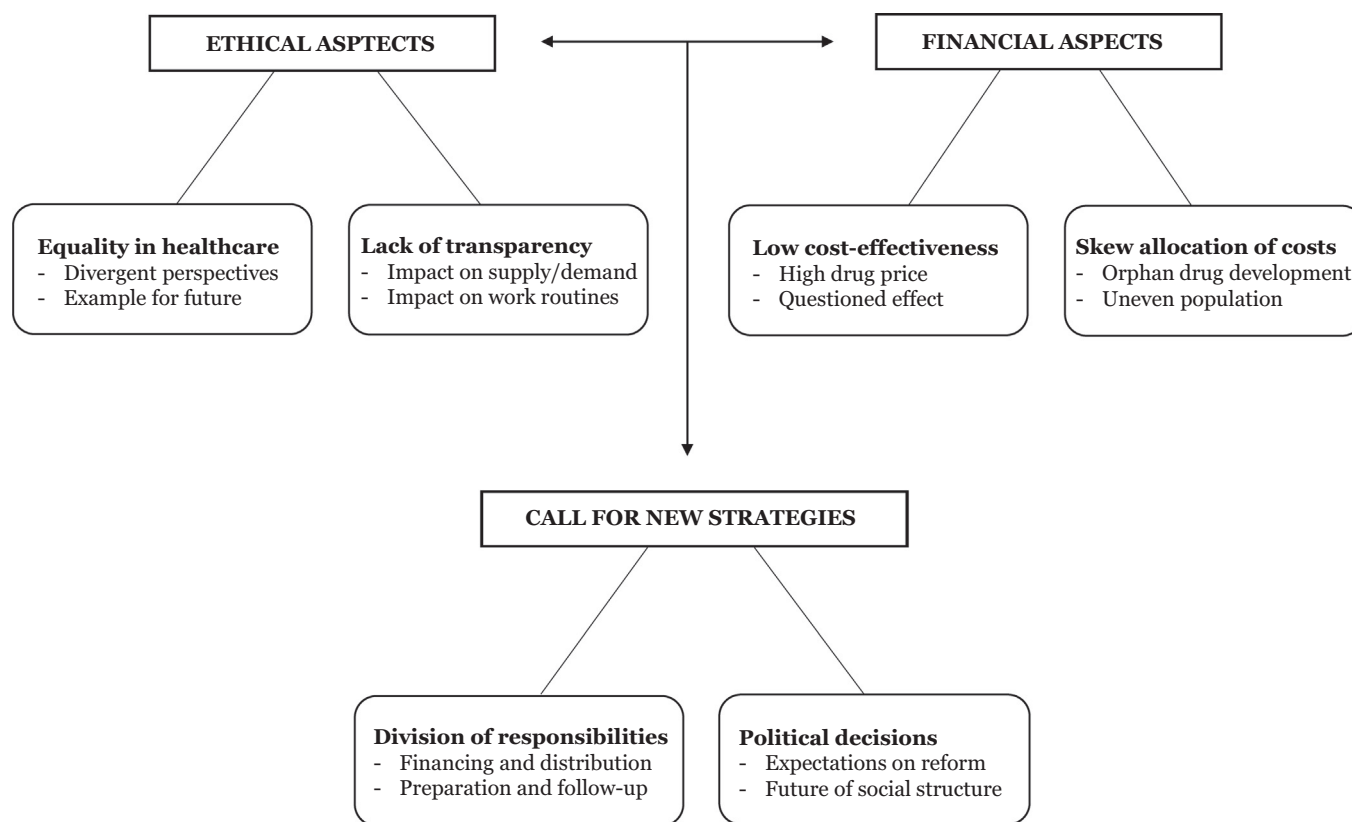 ETHICAL ASPTECTS
FINANCIAL ASPECTS
Equality in healthcare
- Divergent perspectives
- Example for future
Lack of transparency
- Impact on supply/demand
- Impact on work routines
Low cost-effectiveness
- High drug price
- Questioned effect
Skew allocation of costs
- Orphan drug development
- Uneven population
CALL FOR NEW STRATEGIES
Division of responsibilities
- Financing and distribution
- Preparation and follow-up
Political decisions
- Expectations on reform
- Future of social structure